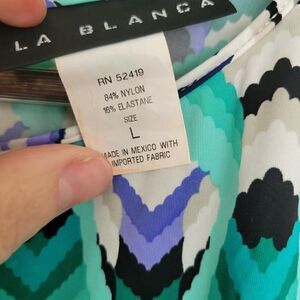 LA BLANCA
RN 52419
84% NYLON
16% ELASTANE
SIZE
L
MADE IN MEXICO WITH
IMPORTED FABRIC